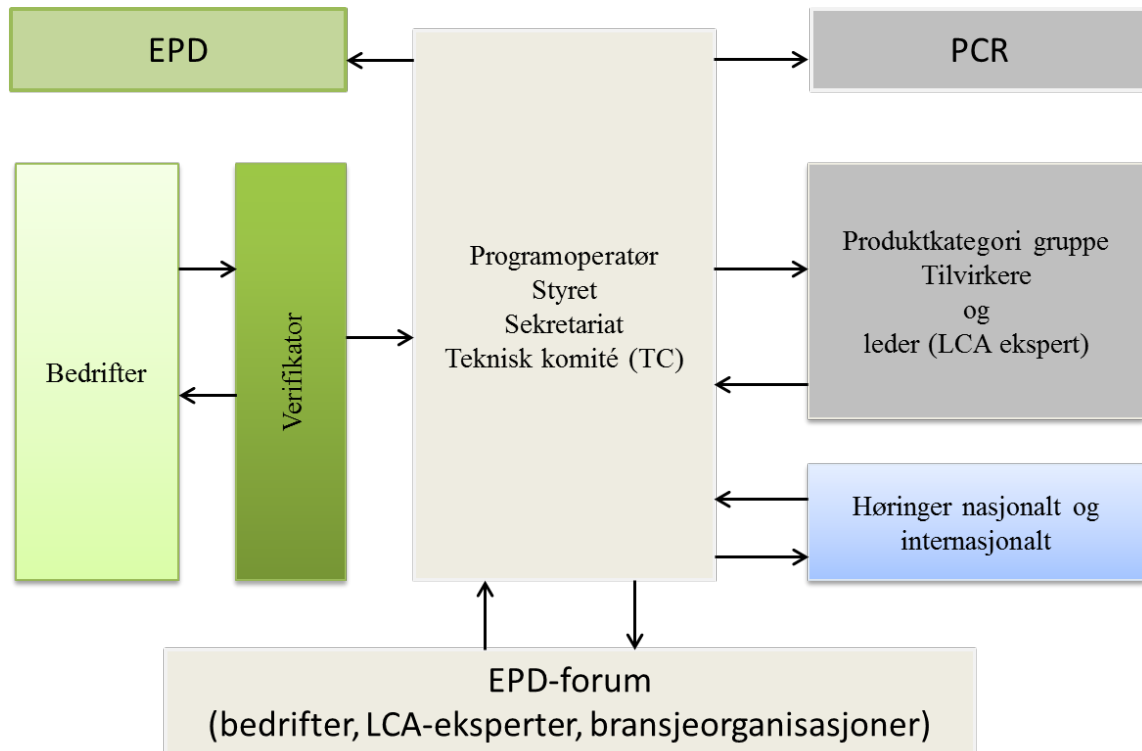 EPD
PCR
Bedrifter
Verifikator
Programoperatør
Styret
Sekretariat
Teknisk komité (TC)
Produktkategori gruppe
Tilvirkere
og
leder (LCA ekspert)
Høringer nasjonalt og
internasjonalt
EPD-forum
(bedrifter, LCA-eksperter, bransjeorganisasjoner)